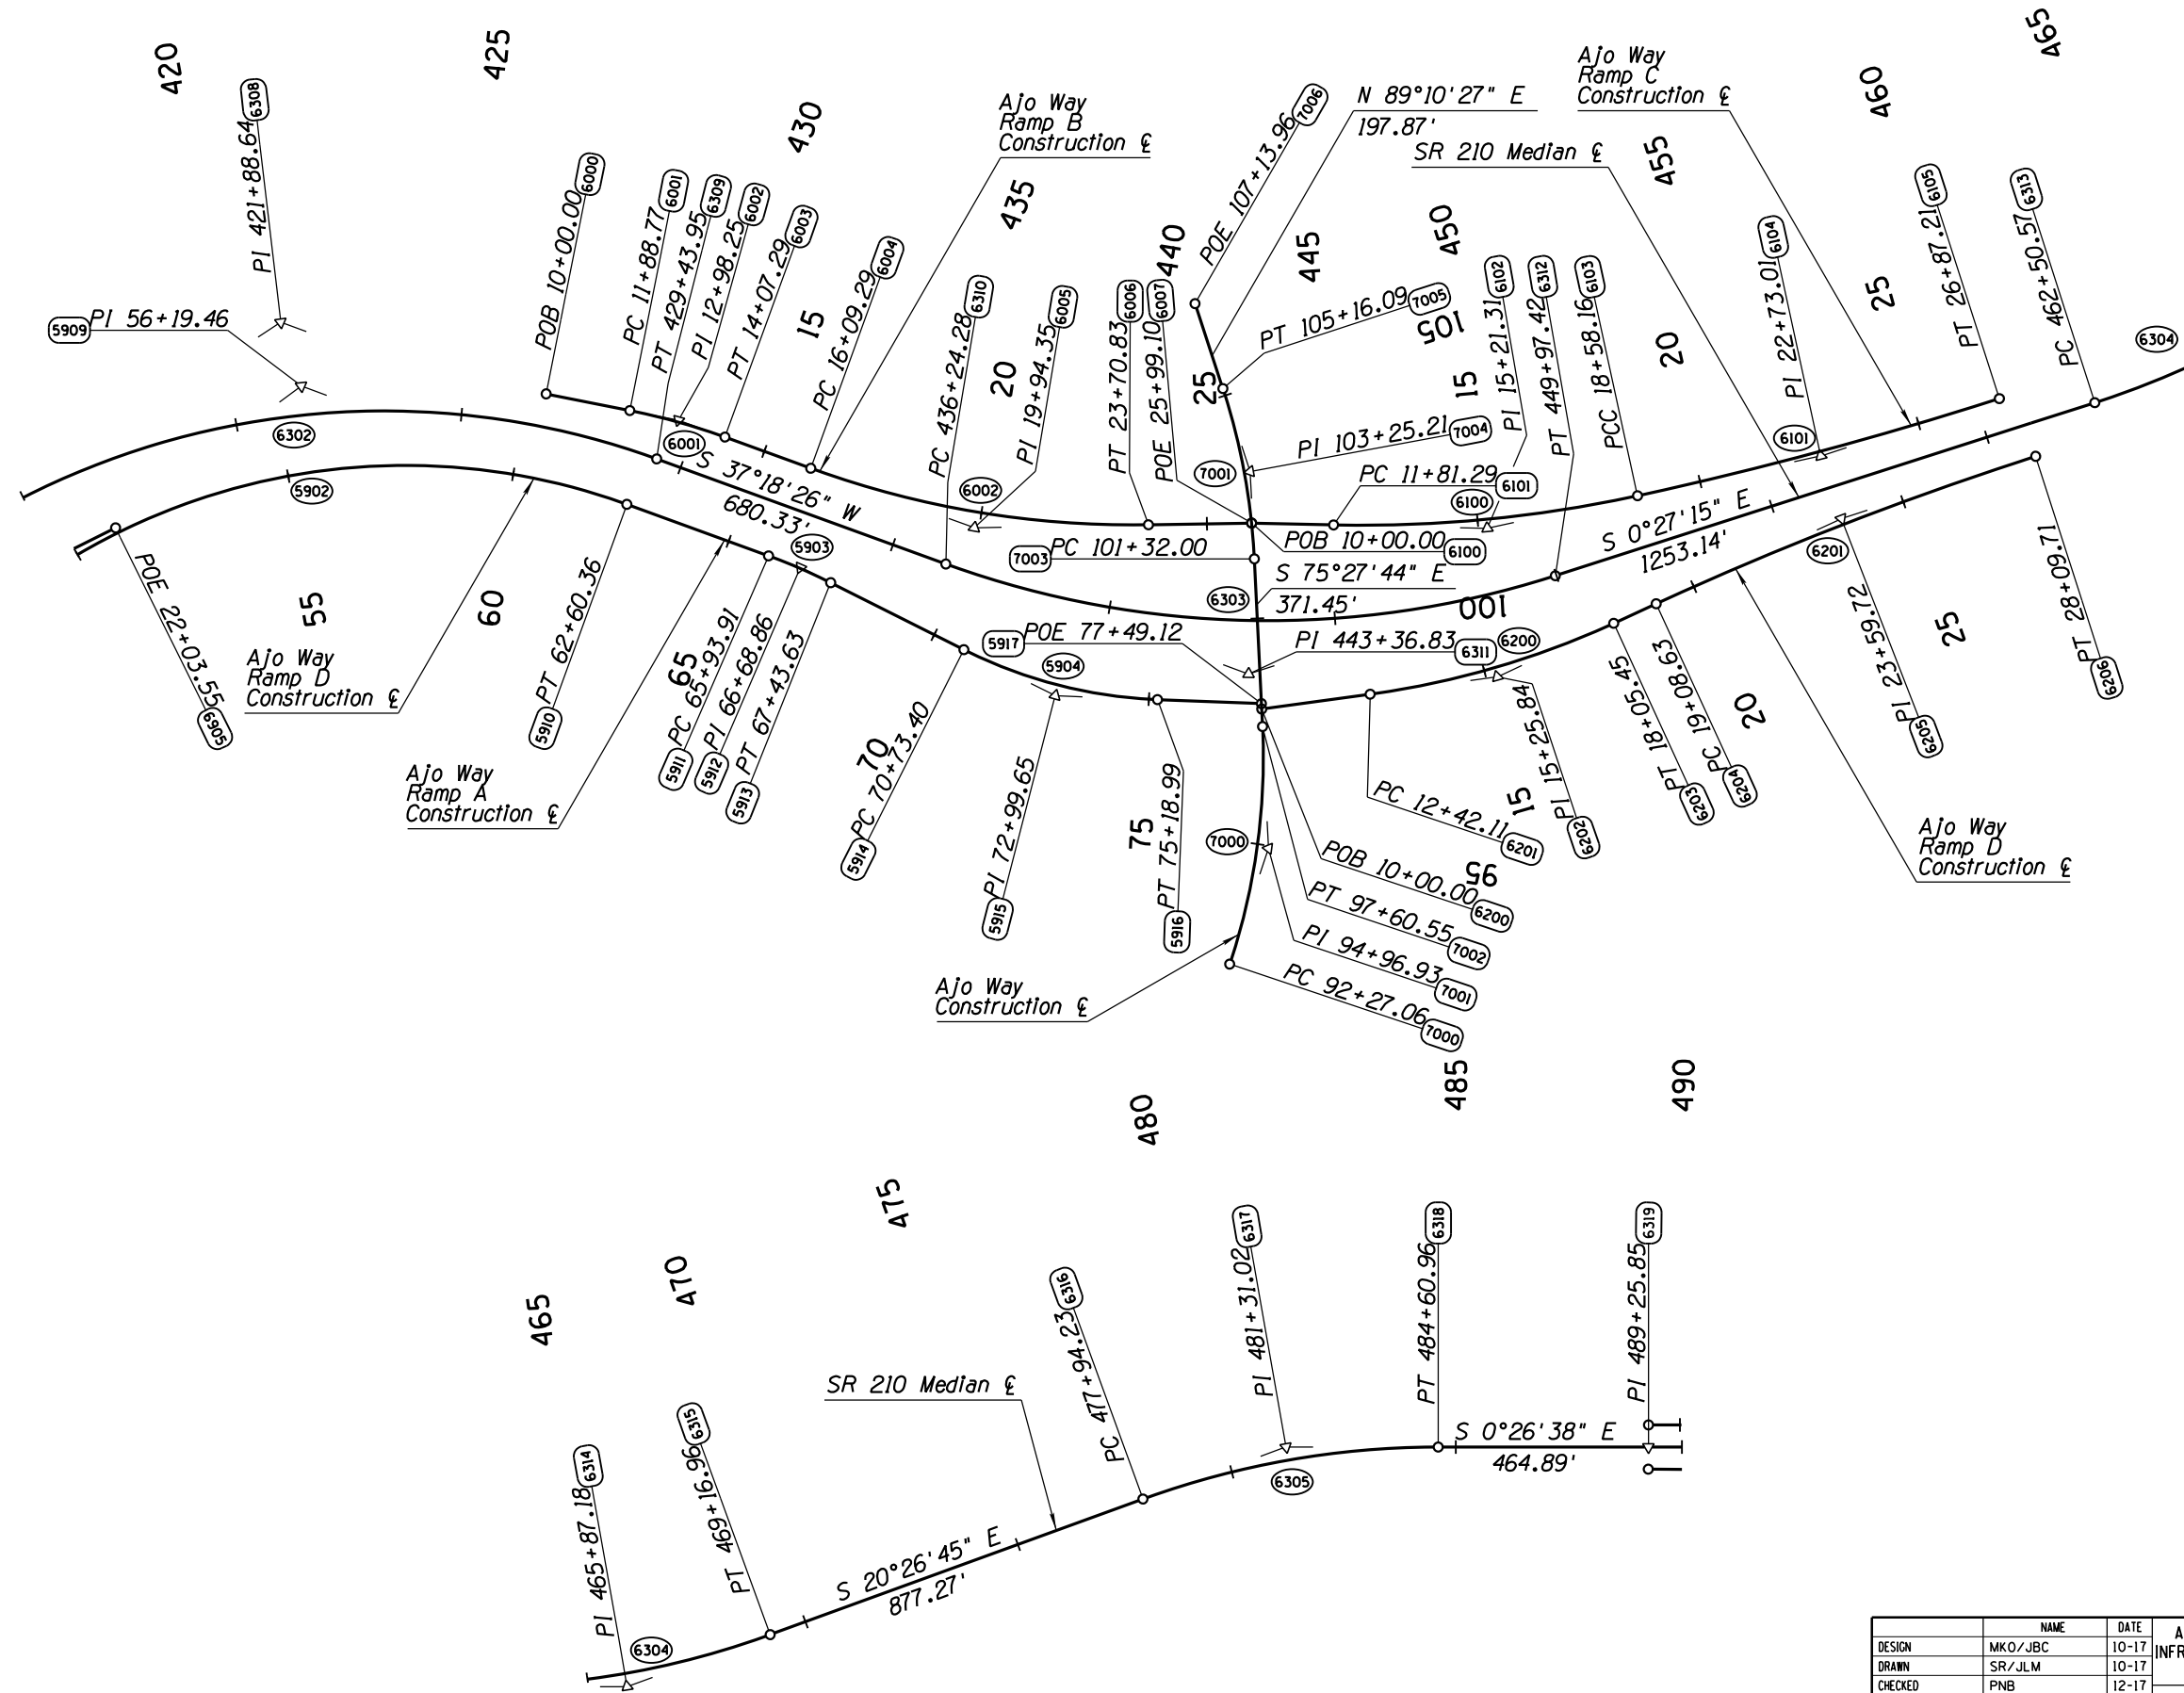 420
425
430
435
440
445
450
455
460
465
PI 421+88.64 6308
5909 PI 56+19.46
POB 10+00.00 6000
PC 11+88.77 6001
PT 429+43.95 6309
PI 12+98.25 6002
PT 14+07.29 6003
PC 16+09.29 6004
15
Ajo Way
Ramp B
Construction ℄
PC 436+24.28 6310
20
PI 19+94.35 6005
PT 23+70.83 6006
POE 25+99.10 6007
25
POE 107+13.96 7006
N 89°10'27" E
197.87'
SR 210 Median ℄
PT 105+16.09 7005
105
PI 103+25.21 7004
7001
PC 11+81.29 6101
15
PI 15+21.31 6102
PT 449+97.42 6312
PCC 18+58.16 6103
20
Ajo Way
Ramp C
Construction ℄
PI 22+73.01 6104
25
PT 26+87.21 6105
PC 462+50.57 6313
6304
6302
5902
6001
S 37°18'26" W
680.33'
6002
6100
6101
7003 PC 101+32.00
POB 10+00.00 6100
S 75°27'44" E
371.45'
6303
100
S 0°27'15" E
1253.14'
5903
POE 22+03.55 5069
55
60
Ajo Way
Ramp D
Construction ℄
5910 PT 62+60.36
Ajo Way
Ramp A
Construction ℄
65
5911 PC 65+93.91
5912 PI 66+68.86
5913 PT 67+43.63
70
5914 PC 70+73.40
5917 POE 77+49.12
5904
PI 443+36.83 6311
6200
5915 PI 72+99.65
75
5916 PT 75+18.99
7000
PC 12+42.11 6201
15
PI 15+25.84 6202
PT 18+05.45 6203
PC 19+08.63 6204
20
6201
PI 23+59.72 6205
25
PT 28+09.71 6206
Ajo Way
Ramp D
Construction ℄
POB 10+00.00 6200
95
PT 97+60.55 7002
PI 94+96.93 7001
PC 92+27.06 7000
Ajo Way
Construction ℄
465
470
475
480
485
490
PI 465+87.18 6314
PT 469+16.96 6315
SR 210 Median ℄
PC 477+94.23 6316
PI 481+31.02 6317
PT 484+60.96 6318
PI 489+25.85 6319
6304
S 20°26'45" E
877.27'
6305
S 0°26'38" E
464.89'
NAME DATE
DESIGN MKO/JBC 10-17
DRAWN SR/JLM 10-17
CHECKED PNB 12-17
A
INFR